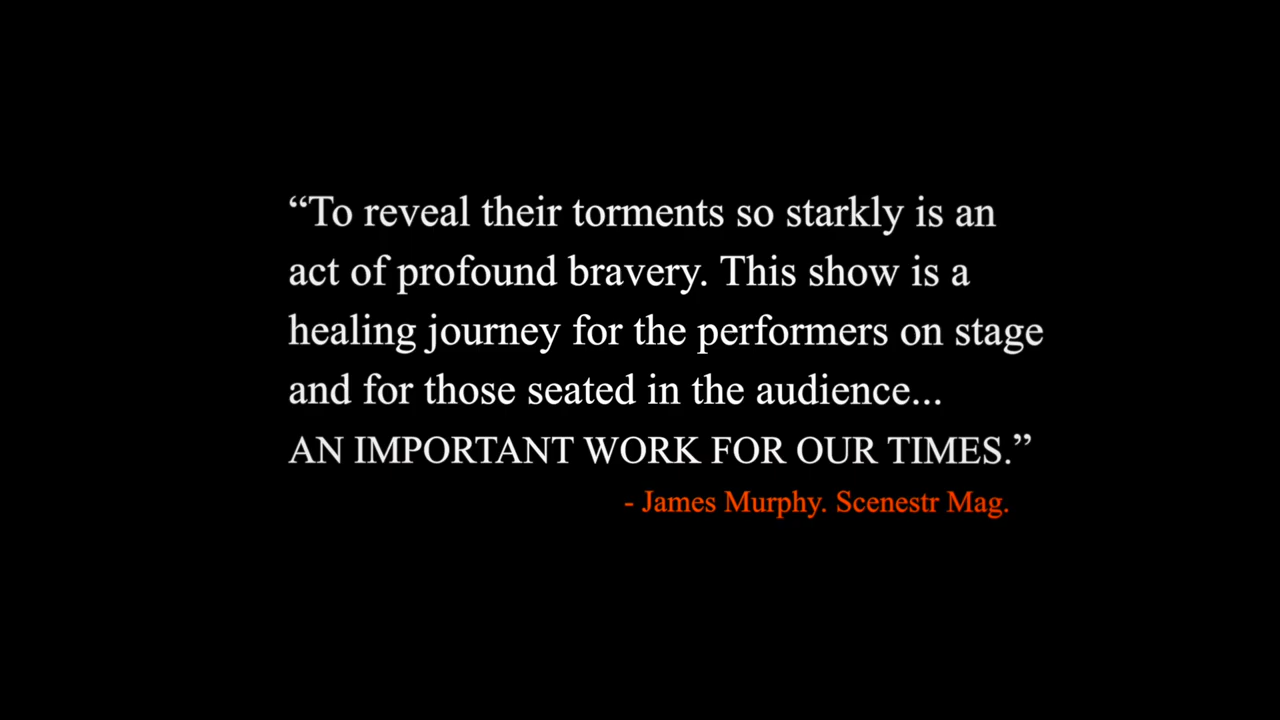 “To reveal their torments so starkly is an
act of profound bravery. This show is a
healing journey for the performers on stage
and for those seated in the audience...
AN IMPORTANT WORK FOR OUR TIMES.”
- James Murphy. Scenestr Mag.